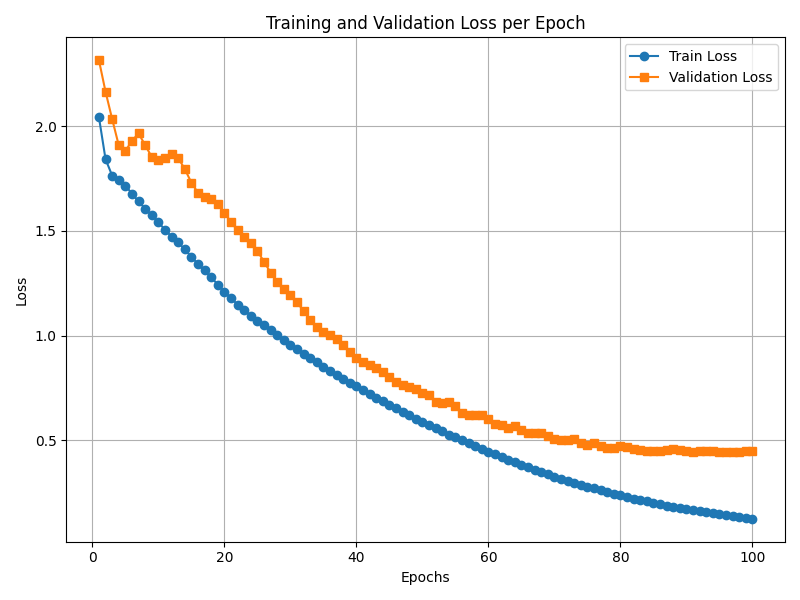 Training and Validation Loss per Epoch
Train Loss
Validation Loss
2.0
1.5
1.0
0.5
Loss
0 20 40 60 80 100
Epochs